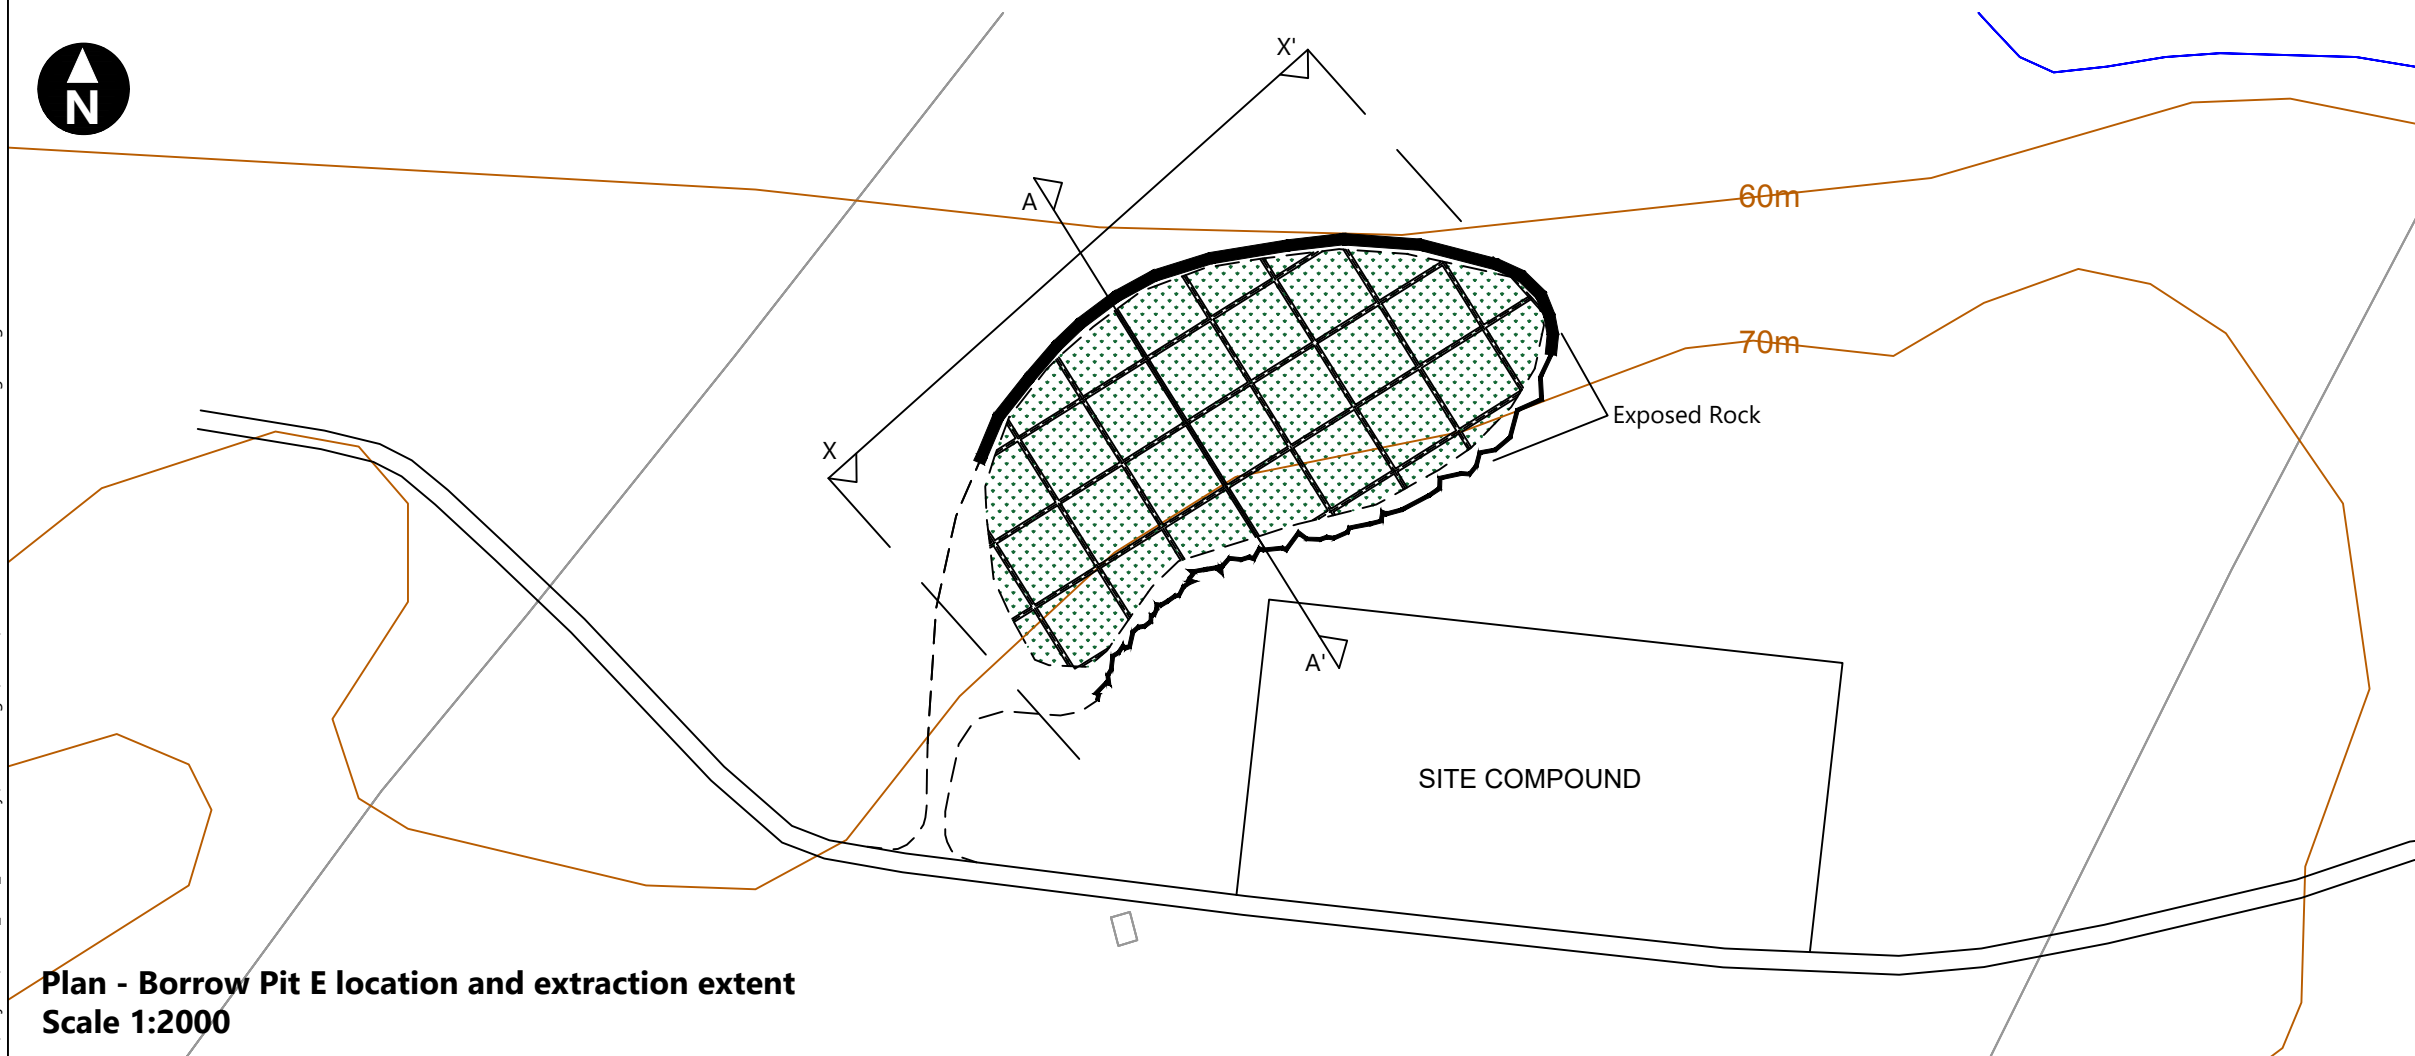 N
X'
A
60m
70m
Exposed Rock
X
A'
SITE COMPOUND
Plan - Borrow Pit E location and extraction extent
Scale 1:2000